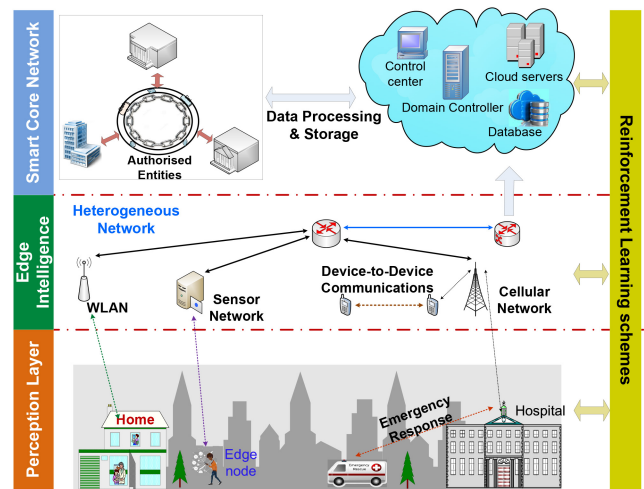 Smart Core Network
Control
center
Cloud servers
Domain Controller
Database
Data Processing
& Storage
Authorised
Entities
Reinforcement Learning schemes
Edge
Intelligence
Heterogeneous
Network
WLAN
Sensor
Network
Device-to-Device
Communications
Cellular
Network
Perception Layer
Home
Edge
node
Emergency
Response
Hospital